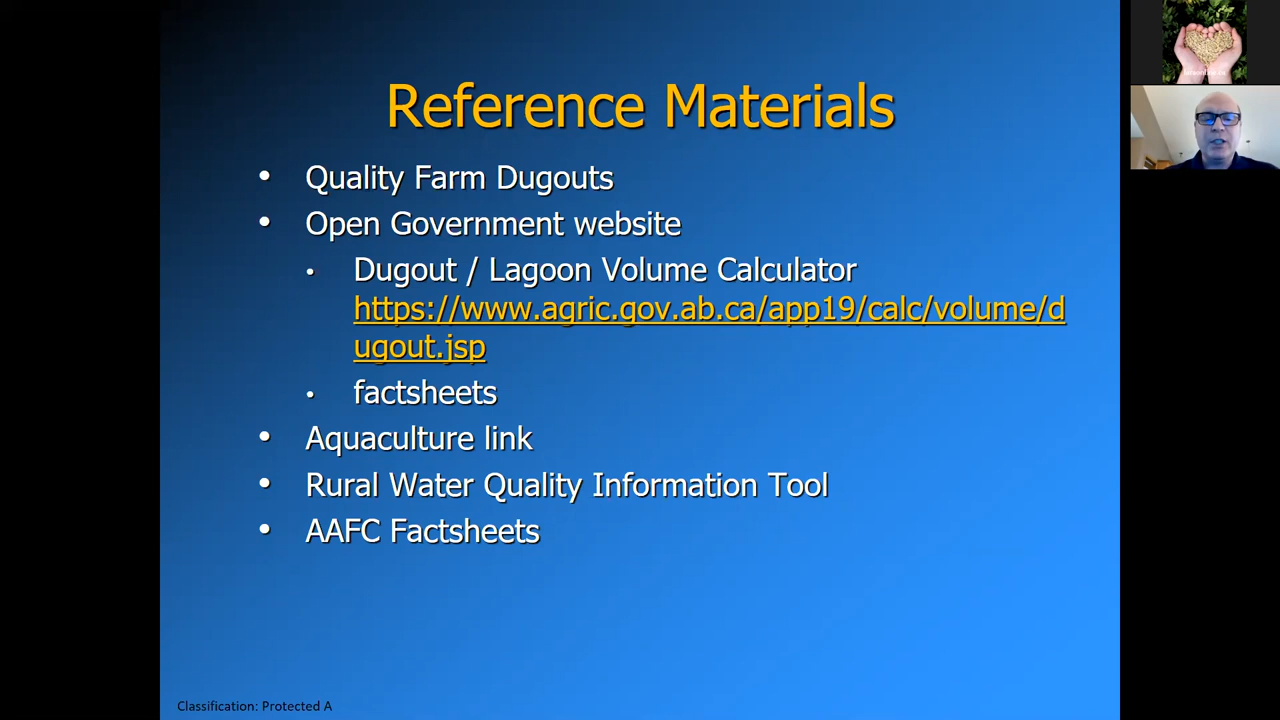 Reference Materials
• Quality Farm Dugouts
• Open Government website
• Dugout / Lagoon Volume Calculator
https://www.agric.gov.ab.ca/app19/calc/volume/d
ugout.jsp
• factsheets
• Aquaculture link
• Rural Water Quality Information Tool
• AAFC Factsheets
Classification: Protected A